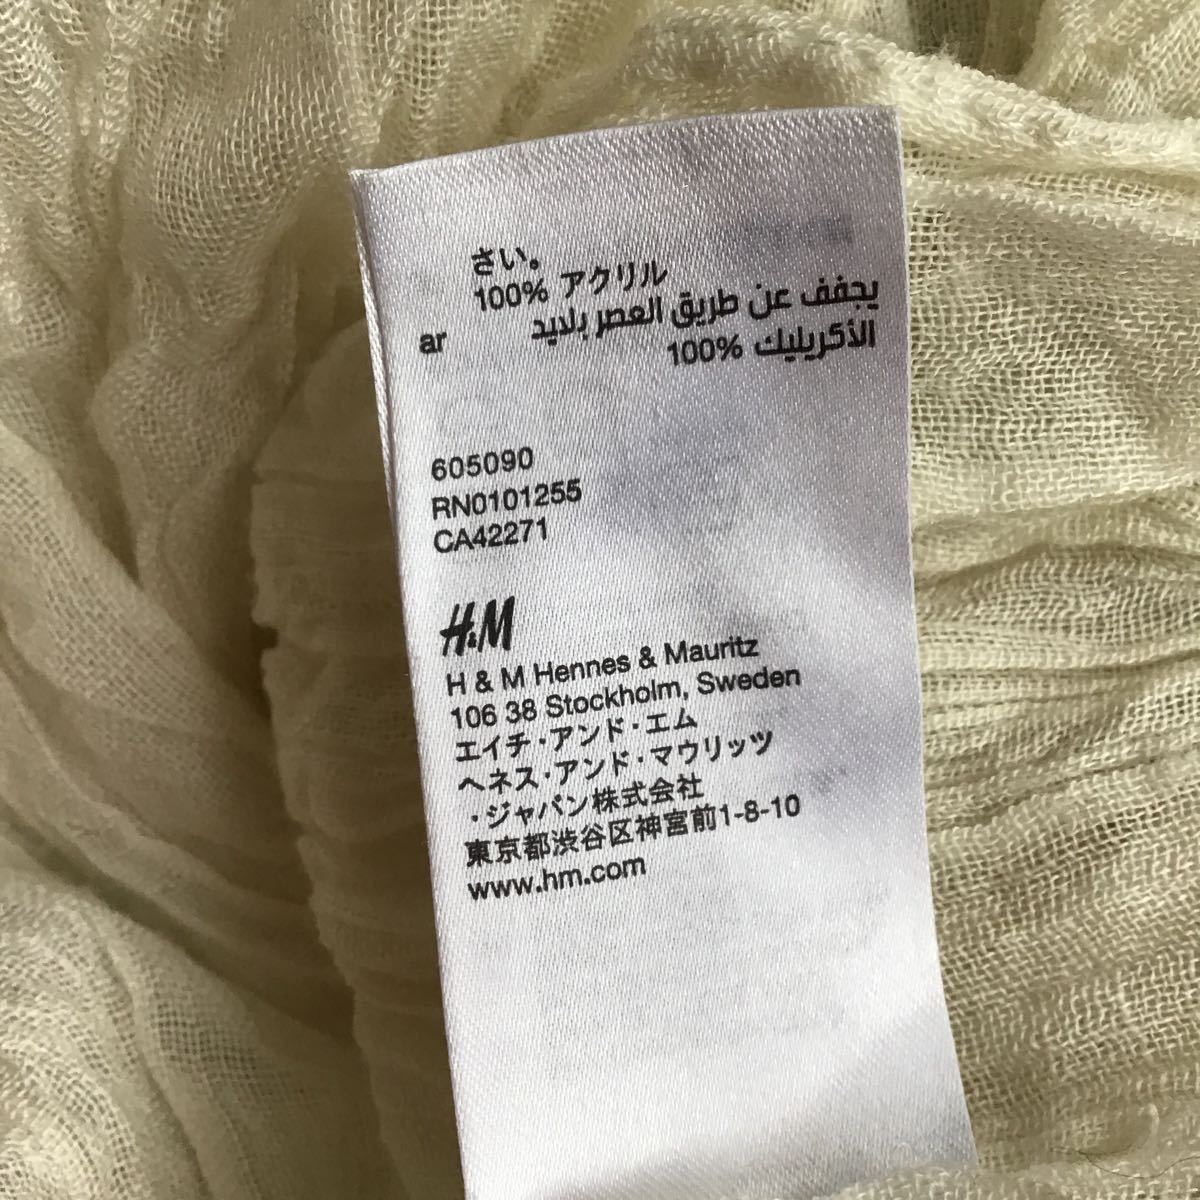 さい。
100% アクリル
ar
يجفف عن طريق العصر بلايد
الأكريليك 100%
605090
RN0101255
CA42271
H&M
H & M Hennes & Mauritz
106 38 Stockholm, Sweden
エイチ・アンド・エム
ヘネス・アンド・マウリッツ
・ジャパン株式会社
東京都渋谷区神宮前1-8-10
www.hm.com